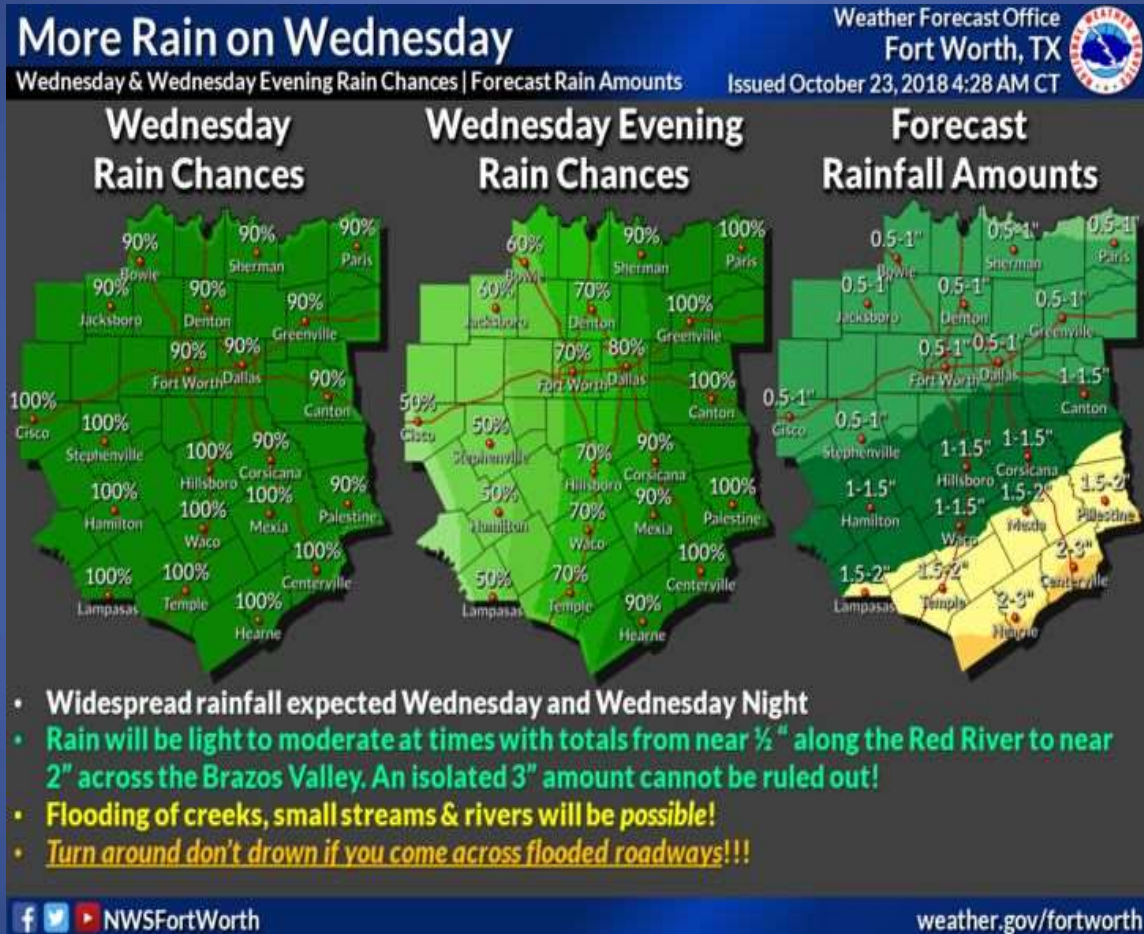 More Rain on Wednesday
Wednesday & Wednesday Evening Rain Chances | Forecast Rain Amounts
Weather Forecast Office
Fort Worth, TX
Issued October 23, 2018 4:28 AM CT
NATIONAL WEATHER SERVICE
Wednesday
Rain Chances
90%
Bowie
90%
Sherman
90%
Paris
90%
Jacksboro
90%
Denton
90%
Greenville
90%
Fort Worth
90%
Dallas
90%
Canton
100%
Cisco
100%
Stephenville
100%
Hillsboro
90%
Corsicana
100%
Hamilton
100%
Waco
100%
Mexia
90%
Palestine
100%
Lampasas
100%
Temple
100%
Centerville
100%
Hearne
Wednesday Evening
Rain Chances
60%
Bowie
90%
Sherman
100%
Paris
60%
Jacksboro
70%
Denton
100%
Greenville
70%
Fort Worth
80%
Dallas
100%
Canton
50%
Cisco
50%
Stephenville
70%
Hillsboro
90%
Corsicana
50%
Hamilton
70%
Waco
90%
Mexia
100%
Palestine
50%
Lampasas
70%
Temple
100%
Centerville
90%
Hearne
Forecast
Rainfall Amounts
0.5-1"
Bowie
0.5-1"
Sherman
0.5-1"
Paris
0.5-1"
Jacksboro
0.5-1"
Denton
0.5-1"
Greenville
0.5-1"
Fort Worth
0.5-1"
Dallas
1-1.5"
Canton
0.5-1"
Cisco
0.5-1"
Stephenville
1-1.5"
Hillsboro
1-1.5"
Corsicana
1-1.5"
Hamilton
1-1.5"
Waco
1.5-2"
Mexia
1.5-2"
Palestine
1.5-2"
Lampasas
1.5-2"
Temple
2-3"
Centerville
2-3"
Hearne
• Widespread rainfall expected Wednesday and Wednesday Night
• Rain will be light to moderate at times with totals from near ½ " along the Red River to near
2" across the Brazos Valley. An isolated 3" amount cannot be ruled out!
• Flooding of creeks, small streams & rivers will be possible!
• Turn around don't drown if you come across flooded roadways!!!
NWSFortWorth
weather.gov/fortworth